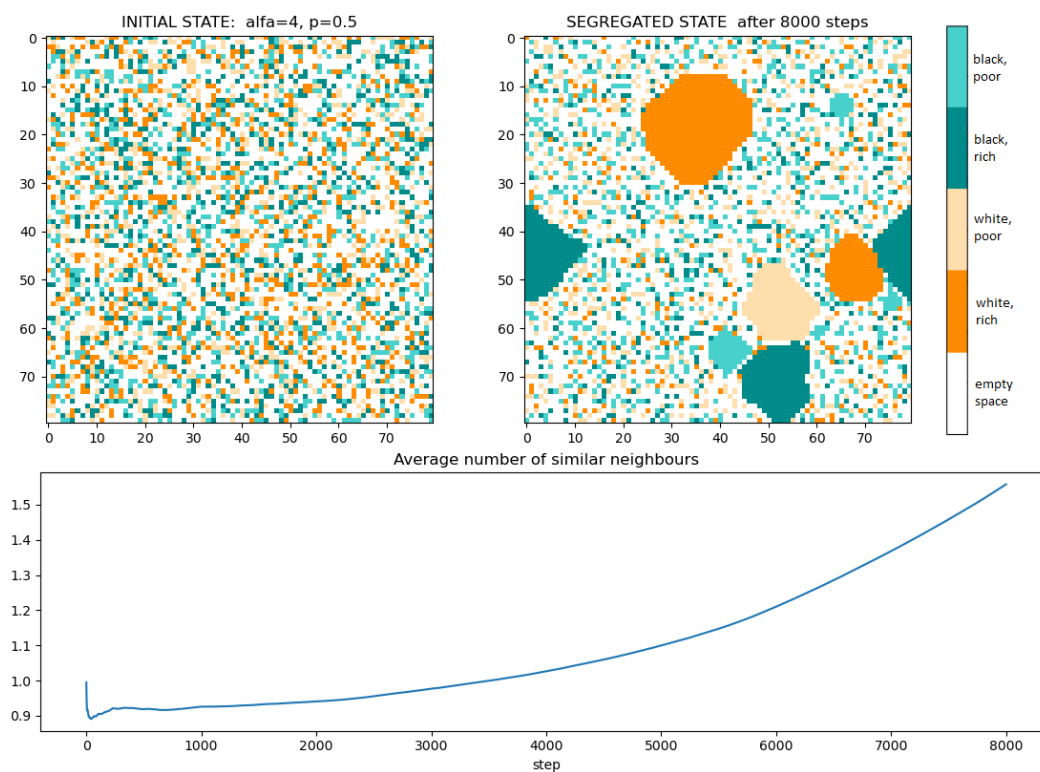 INITIAL STATE: alfa=4, p=0.5
SEGREGATED STATE after 8000 steps
0
10
20
30
40
50
60
70
0 10 20 30 40 50 60 70
0
10
20
30
40
50
60
70
0 10 20 30 40 50 60 70
black,
poor
black,
rich
white,
poor
white,
rich
empty
space
Average number of similar neighbours
1.5
1.4
1.3
1.2
1.1
1.0
0.9
0 1000 2000 3000 4000 5000 6000 7000 8000
step